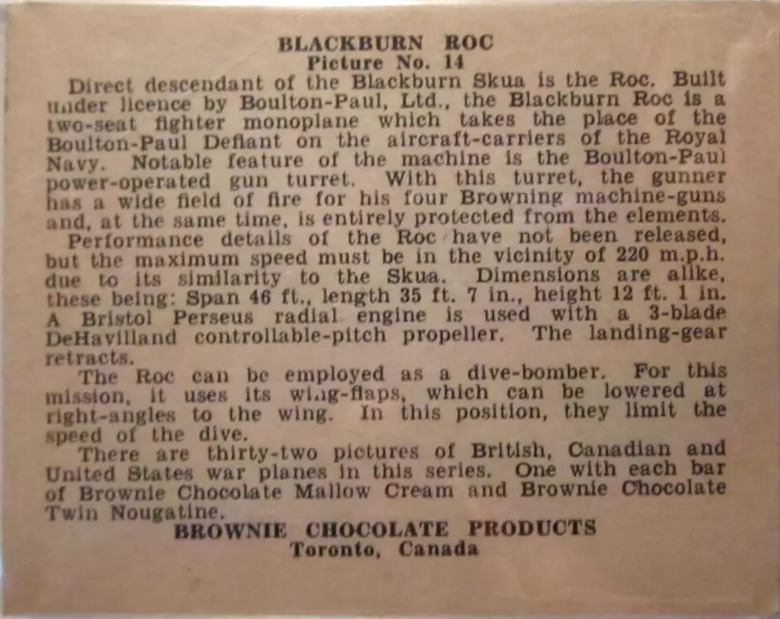 BLACKBURN ROC
Picture No. 14
Direct descendant of the Blackburn Skua is the Roc. Built
under licence by Boulton-Paul, Ltd., the Blackburn Roc is a
two-seat fighter monoplane which takes the place of the
Boulton-Paul Defiant on the aircraft-carriers of the Royal
Navy. Notable feature of the machine is the Boulton-Paul
power-operated gun turret. With this turret, the gunner
has a wide field of fire for his four Browning machine-guns
and, at the same time, is entirely protected from the elements.
Performance details of the Roc have not been released,
but the maximum speed must be in the vicinity of 220 m.p.h.
due to its similarity to the Skua. Dimensions are alike,
these being: Span 46 ft., length 35 ft. 7 in., height 12 ft. 1 in.
A Bristol Perseus radial engine is used with a 3-blade
DeHavilland controllable-pitch propeller. The landing-gear
retracts.
The Roc can be employed as a dive-bomber. For this
mission, it uses its wing-flaps, which can be lowered at
right-angles to the wing. In this position, they limit the
speed of the dive.
There are thirty-two pictures of British, Canadian and
United States war planes in this series. One with each bar
of Brownie Chocolate Mallow Cream and Brownie Chocolate
Twin Nougatine.
BROWNIE CHOCOLATE PRODUCTS
Toronto, Canada